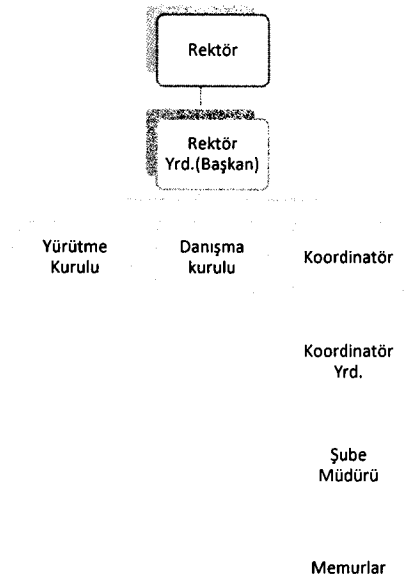 Rektör
Rektör
Yrd.(Başkan)
Yürütme
Kurulu
Danışma
kurulu
Koordinatör
Koordinatör
Yrd.
Şube
Müdürü
Memurlar